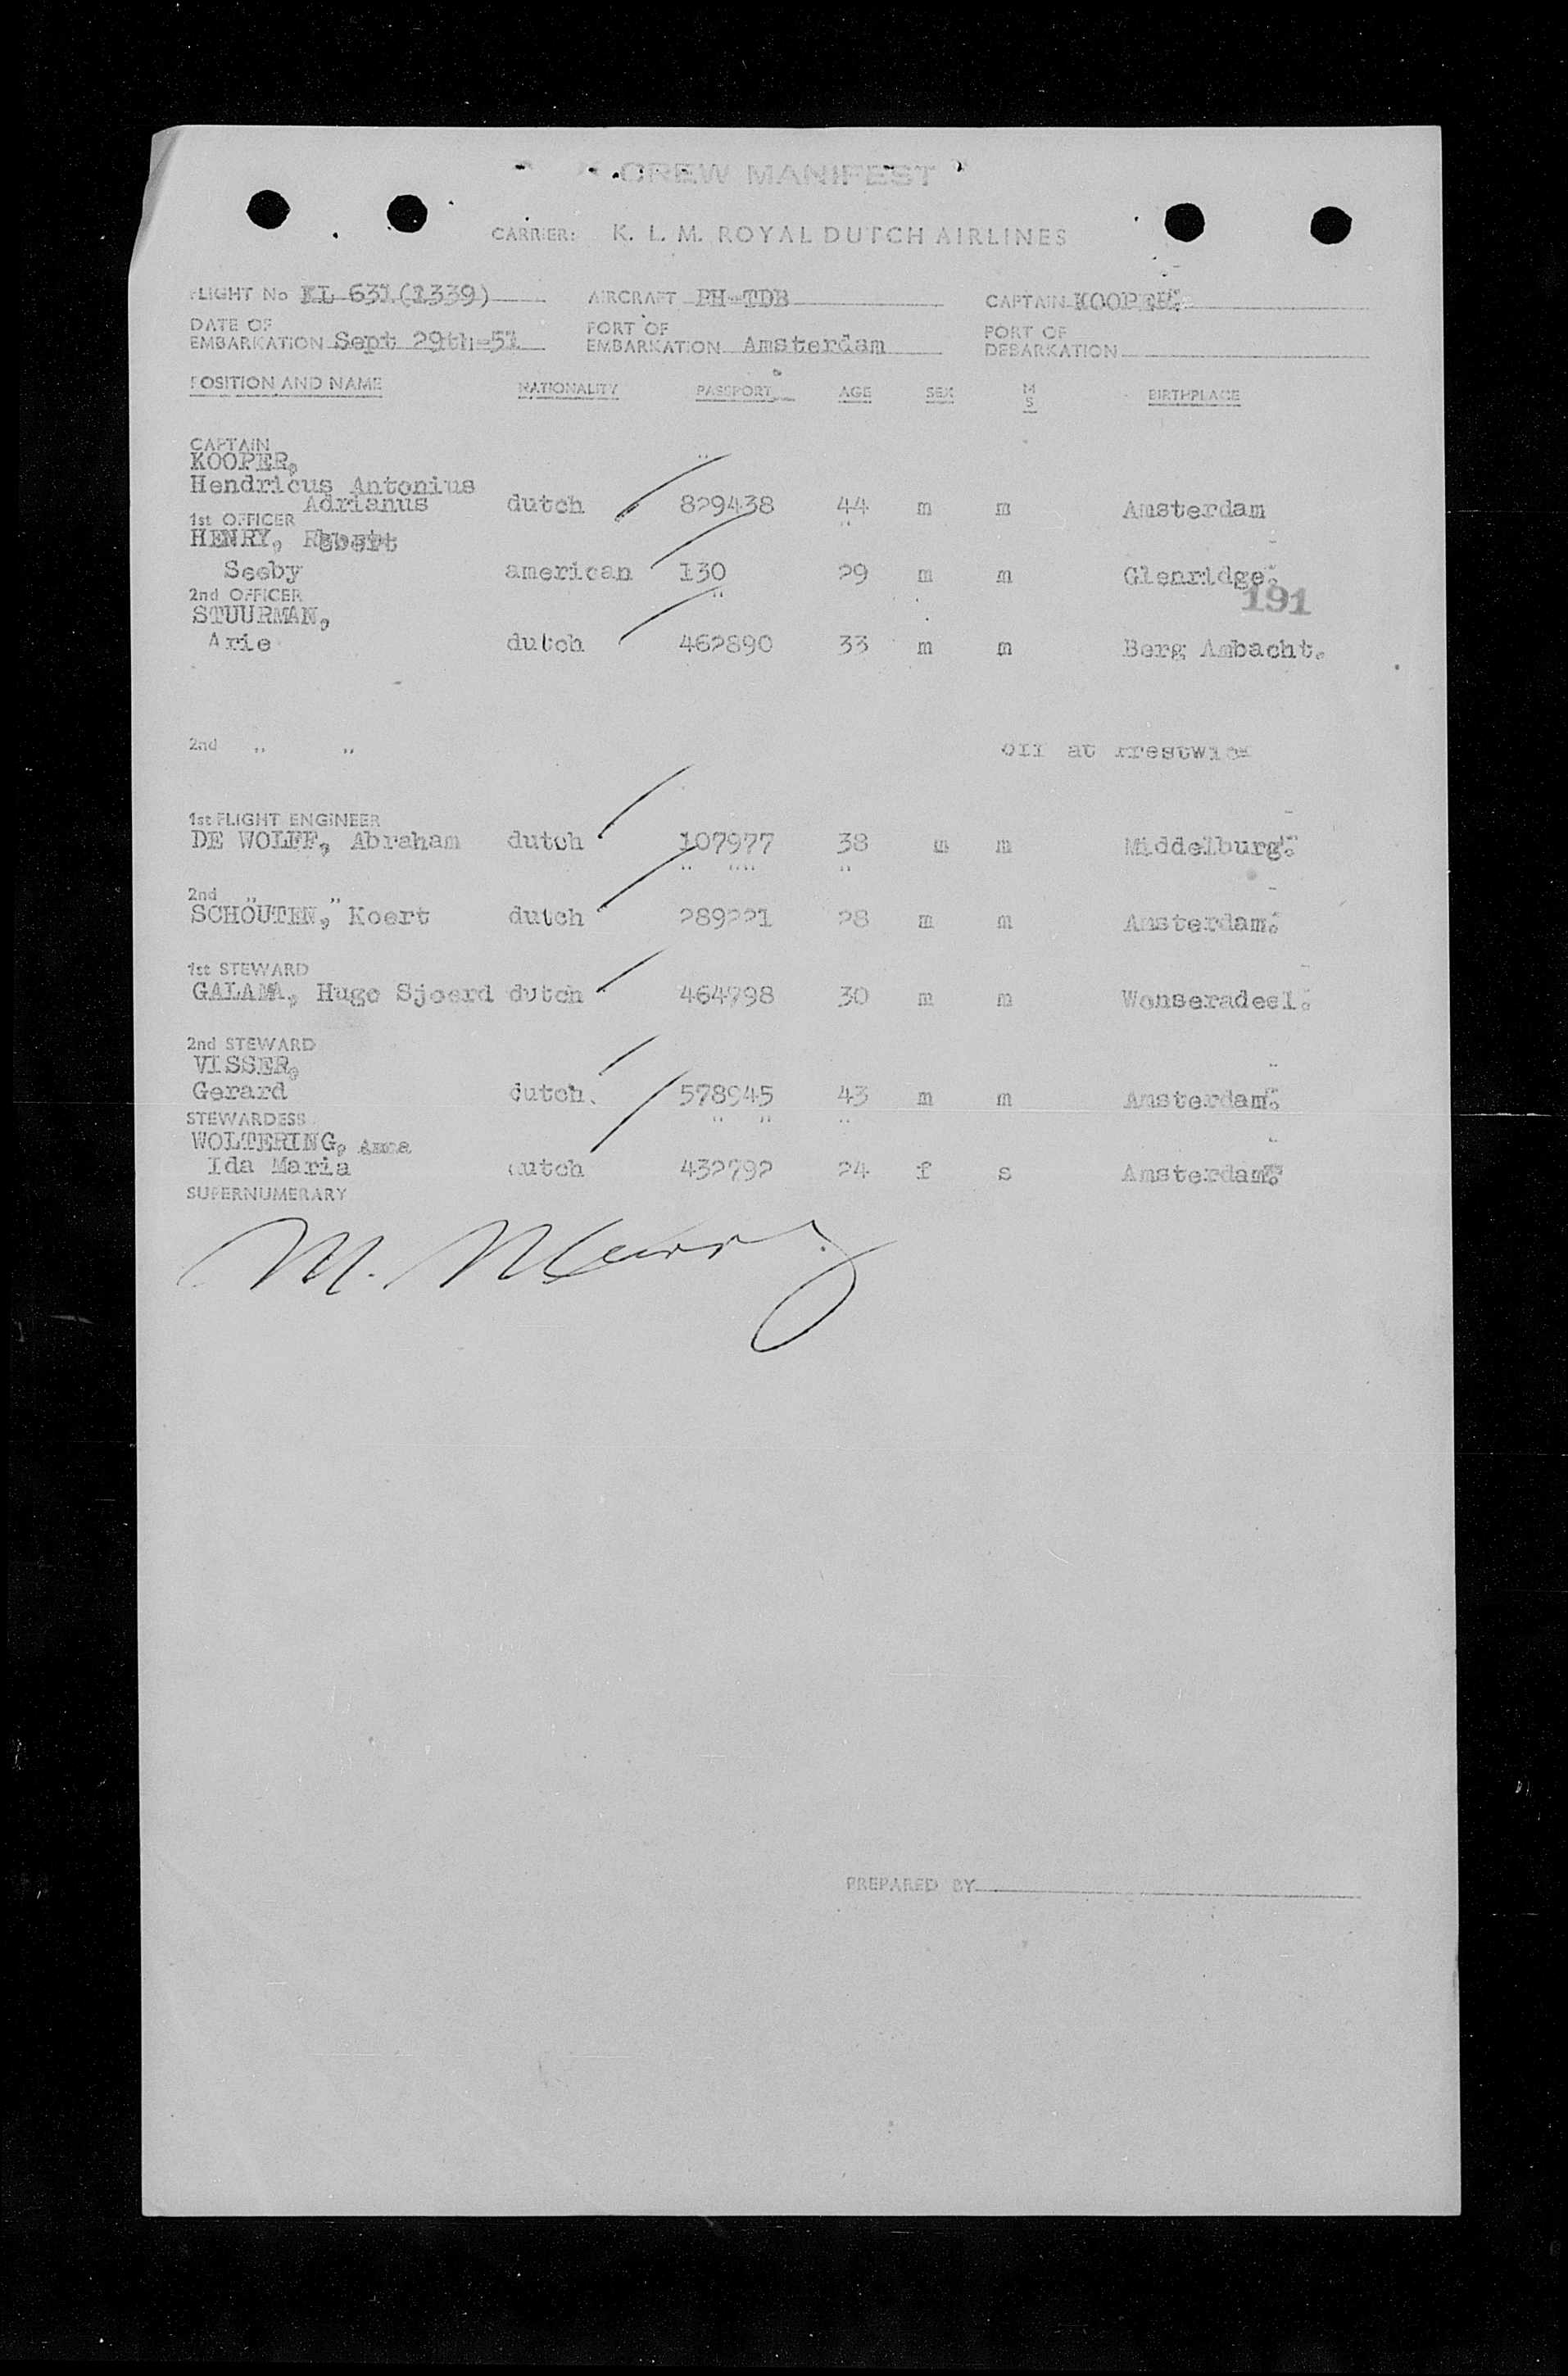 CREW MANIFEST
CARRIER: K. L. M. ROYAL DUTCH AIRLINES
FLIGHT No KL 631(1339) AIRCRAFT PH-TDB CAPTAIN KOOPER.
DATE OF EMBARKATION Sept 29th-51 PORT OF EMBARKATION Amsterdam PORT OF DEBARKATION
POSITION AND NAME NATIONALITY PASSPORT AGE SEX M S BIRTHPLACE
CAPTAIN
KOOPER,
Hendricus Antonius
Adrianus dutch 829438 44 m m Amsterdam
1st OFFICER
HENRY,
Seeby american 130 29 m m Glenridge.
191
2nd OFFICER
STUURMAN,
Arie dutch 462890 33 m m Berg Ambacht.
2nd " " off at Prestwick
1st FLIGHT ENGINEER
DE WOLFF, Abraham dutch 107977 38 m m Middelburg.
2nd " "
SCHOUTEN, Koert dutch 289221 28 m m Amsterdam.
1st STEWARD
GALAMA, Hugo Sjoerd dutch 464798 30 m m Wonseradeel.
2nd STEWARD
VISSER,
Gerard dutch. 578945 43 m m Amsterdam.
STEWARDESS
WOLTERING, Anna
Ida Maria dutch 432792 24 f s Amsterdam.
SUPERNUMERARY
M.
PREPARED BY